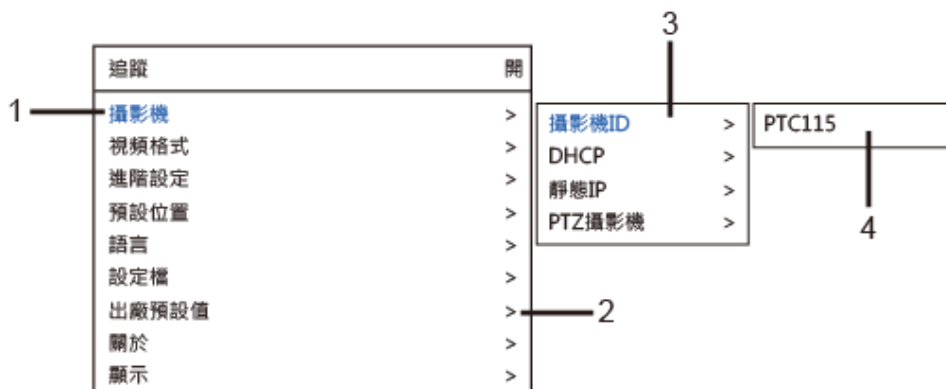 3
追蹤 開
1 攝影機 >
視頻格式 >
進階設定 >
預設位置 >
語言 >
設定檔 >
出廠預設值 > 2
關於 >
顯示 >
攝影機ID >
DHCP >
靜態IP >
PTZ攝影機 >
PTC115
4